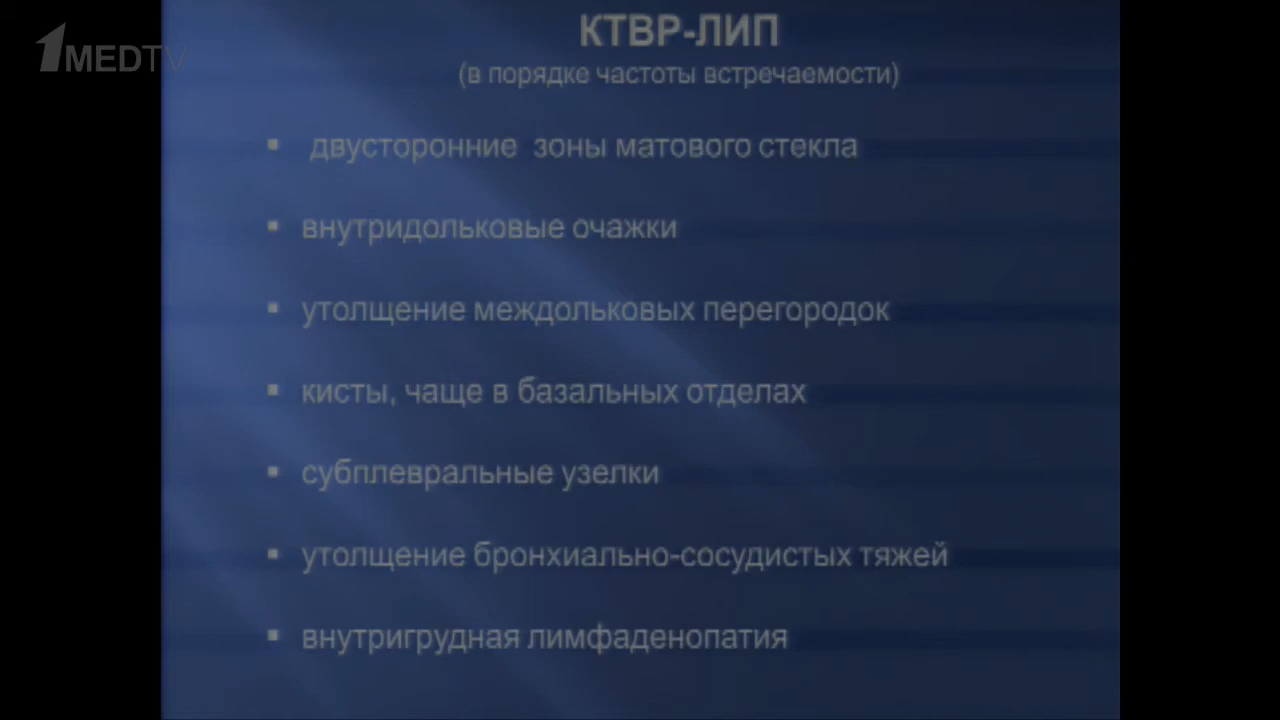 1MEDTV
КТВР-ЛИП
(в порядке частоты встречаемости)
▪ двусторонние зоны матового стекла
▪ внутридольковые очажки
▪ утолщение междольковых перегородок
▪ кисты, чаще в базальных отделах
▪ субплевральные узелки
▪ утолщение бронхиально-сосудистых тяжей
▪ внутригрудная лимфаденопатия